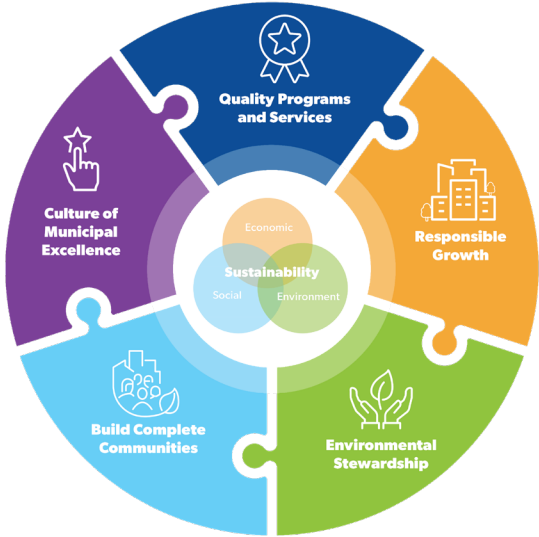 Quality Programs
and Services
Responsible
Growth
Environmental
Stewardship
Build Complete
Communities
Culture of
Municipal
Excellence
Economic
Sustainability
Social
Environment